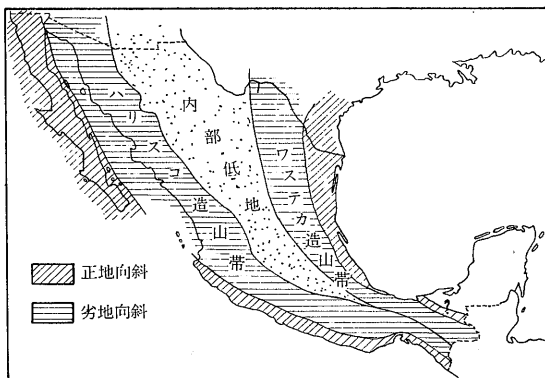 ハリスコ造山帯
内部低地
ワステカ造山帯
正地向斜
劣地向斜